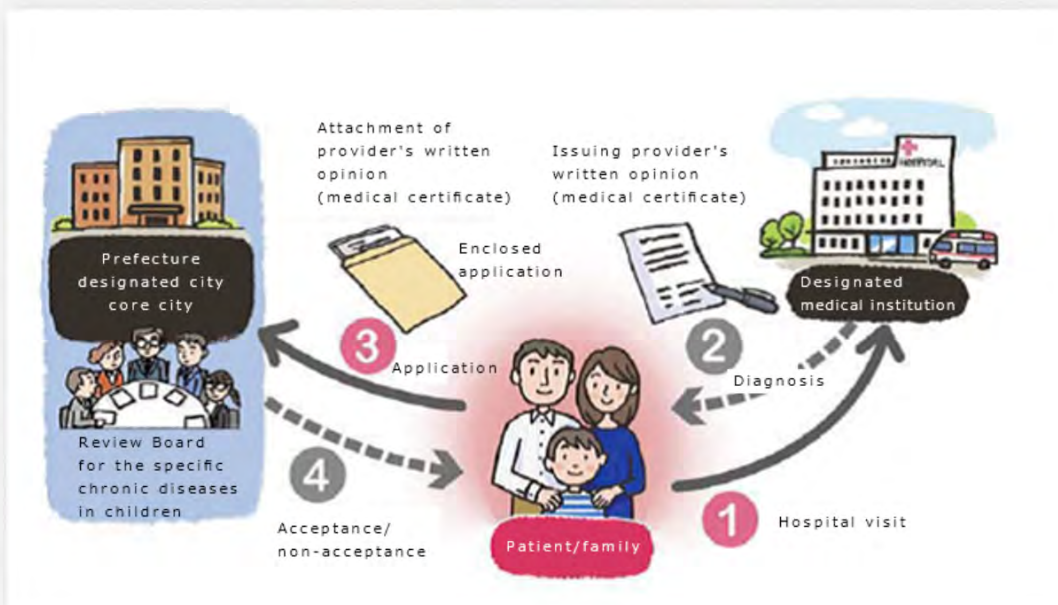 Attachment of
provider's written
opinion
(medical certificate)
Issuing provider's
written opinion
(medical certificate)
HOSPITAL
Enclosed
application
Prefecture
designated city
core city
Designated
medical institution
3
Application
2
Diagnosis
Review Board
for the specific
chronic diseases
in children
4
Acceptance/
non-acceptance
Patient/family
1
Hospital visit